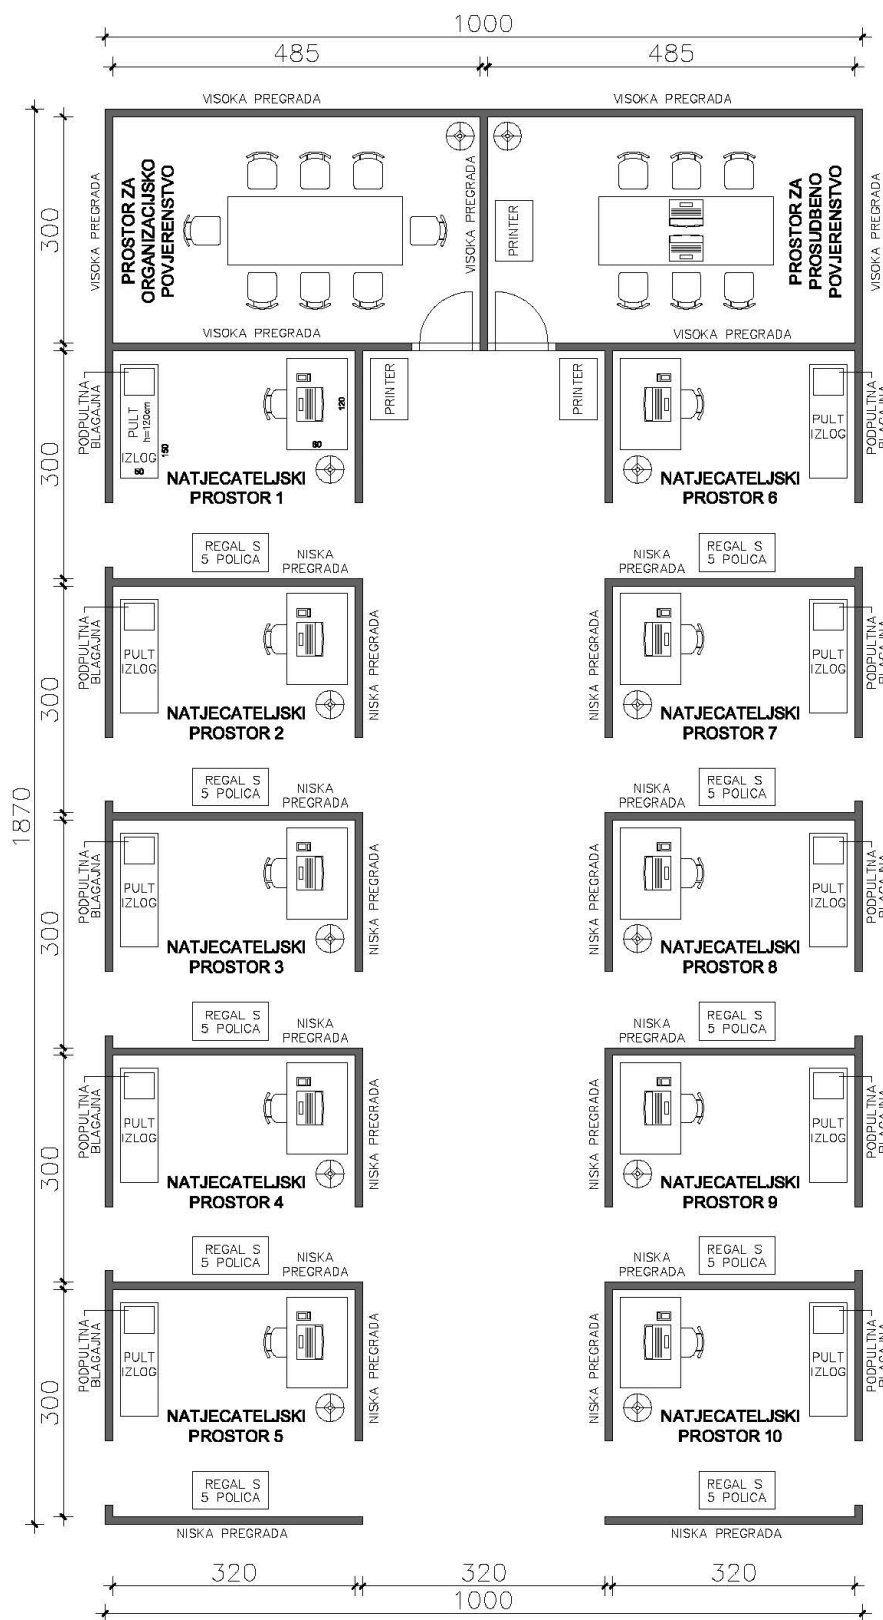 1000
485
485
VISOKA PREGRADA
VISOKA PREGRADA
300
VISOKA PREGRADA
PROSTOR ZA
ORGANIZACIJSKO
POVJERENSTVO
VISOKA PREGRADA
PRINTER
PROSTOR ZA
PROSUDBENO
POVJERENSTVO
VISOKA PREGRADA
VISOKA PREGRADA
VISOKA PREGRADA
300
PODPULTNA
BLAGAJNA
PULT
h=120cm
IZLOG
60
150
120
80
PRINTER
PRINTER
PULT
IZLOG
PODPULTNA
BLAGAJNA
NATJECATELJSKI
PROSTOR 1
NATJECATELJSKI
PROSTOR 6
REGAL S
5 POLICA
NISKA
PREGRADA
NISKA
PREGRADA
REGAL S
5 POLICA
300
PODPULTNA
BLAGAJNA
PULT
IZLOG
NISKA PREGRADA
NISKA PREGRADA
PULT
IZLOG
PODPULTNA
BLAGAJNA
NATJECATELJSKI
PROSTOR 2
NATJECATELJSKI
PROSTOR 7
REGAL S
5 POLICA
NISKA
PREGRADA
NISKA
PREGRADA
REGAL S
5 POLICA
1870
300
PODPULTNA
BLAGAJNA
PULT
IZLOG
NISKA PREGRADA
NISKA PREGRADA
PULT
IZLOG
PODPULTNA
BLAGAJNA
NATJECATELJSKI
PROSTOR 3
NATJECATELJSKI
PROSTOR 8
REGAL S
5 POLICA
NISKA
PREGRADA
NISKA
PREGRADA
REGAL S
5 POLICA
300
PODPULTNA
BLAGAJNA
PULT
IZLOG
NISKA PREGRADA
NISKA PREGRADA
PULT
IZLOG
PODPULTNA
BLAGAJNA
NATJECATELJSKI
PROSTOR 4
NATJECATELJSKI
PROSTOR 9
REGAL S
5 POLICA
NISKA
PREGRADA
NISKA
PREGRADA
REGAL S
5 POLICA
300
PODPULTNA
BLAGAJNA
PULT
IZLOG
NISKA PREGRADA
NISKA PREGRADA
PULT
IZLOG
PODPULTNA
BLAGAJNA
NATJECATELJSKI
PROSTOR 5
NATJECATELJSKI
PROSTOR 10
REGAL S
5 POLICA
REGAL S
5 POLICA
NISKA PREGRADA
NISKA PREGRADA
320
320
320
1000